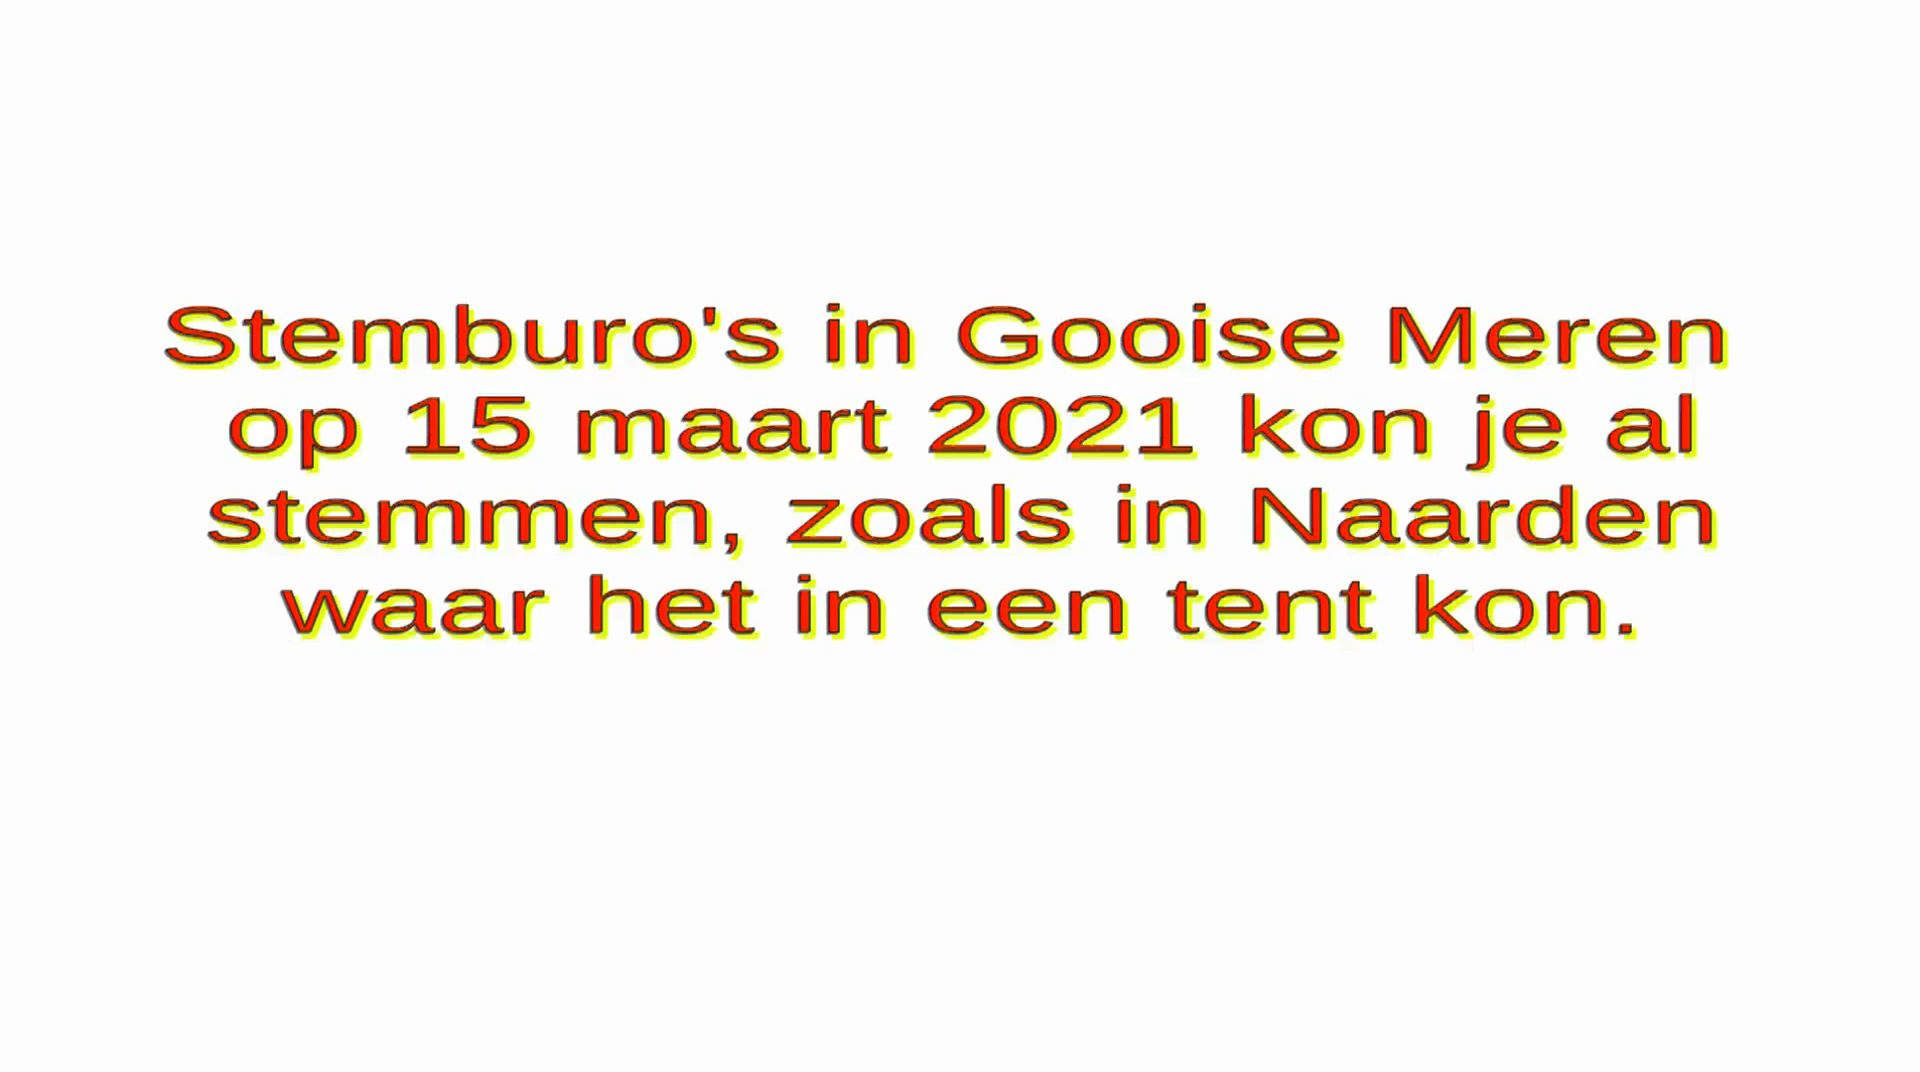 Stemburo's in Gooise Meren
op 15 maart 2021 kon je al
stemmen, zoals in Naarden
waar het in een tent kon.